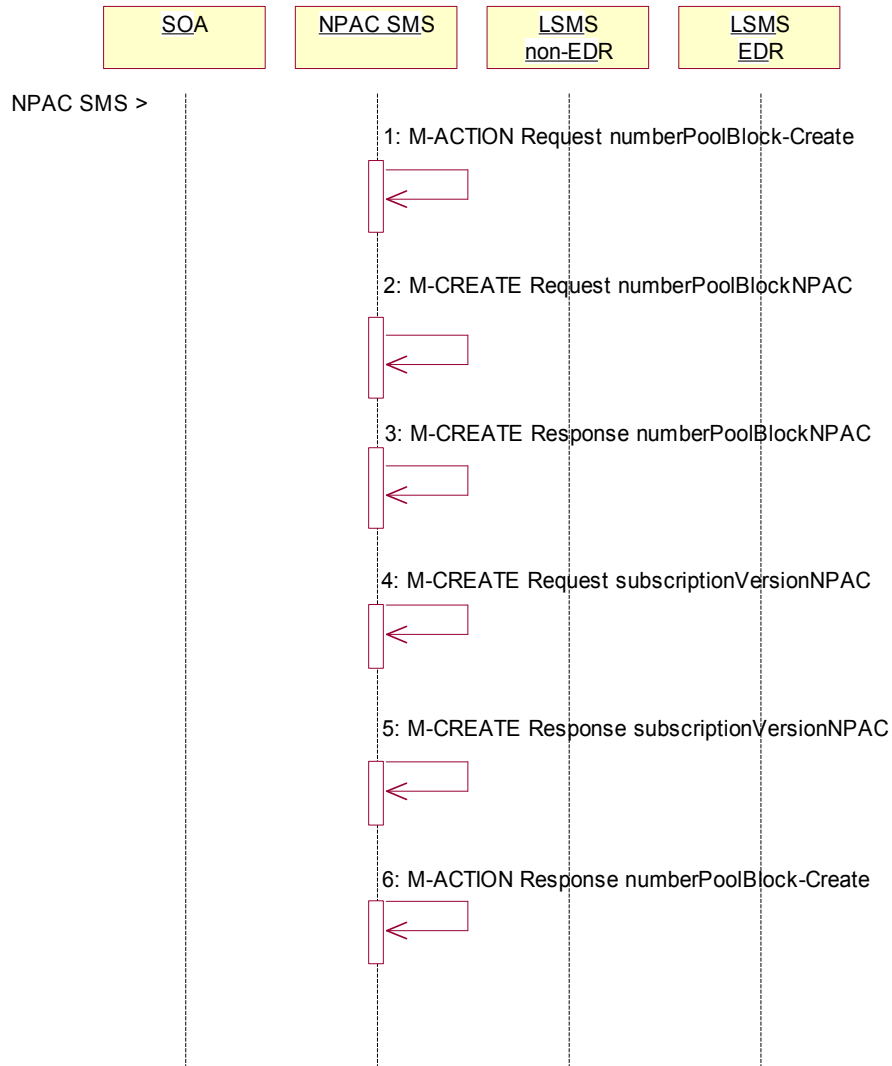 SOA
NPAC SMS
LSMS
non-EDR
LSMS
EDR
NPAC SMS >
1: M-ACTION Request numberPoolBlock-Create
2: M-CREATE Request numberPoolBlockNPAC
3: M-CREATE Response numberPoolBlockNPAC
4: M-CREATE Request subscriptionVersionNPAC
5: M-CREATE Response subscriptionVersionNPAC
6: M-ACTION Response numberPoolBlock-Create